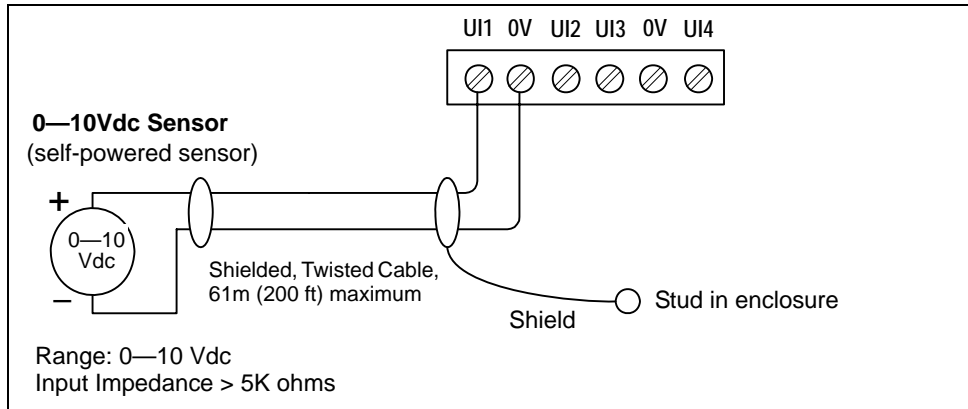 UI1 0V UI2 UI3 0V UI4
0—10Vdc Sensor
(self-powered sensor)
+
0—10
Vdc
–
Shielded, Twisted Cable,
61m (200 ft) maximum
Shield
Stud in enclosure
Range: 0—10 Vdc
Input Impedance > 5K ohms